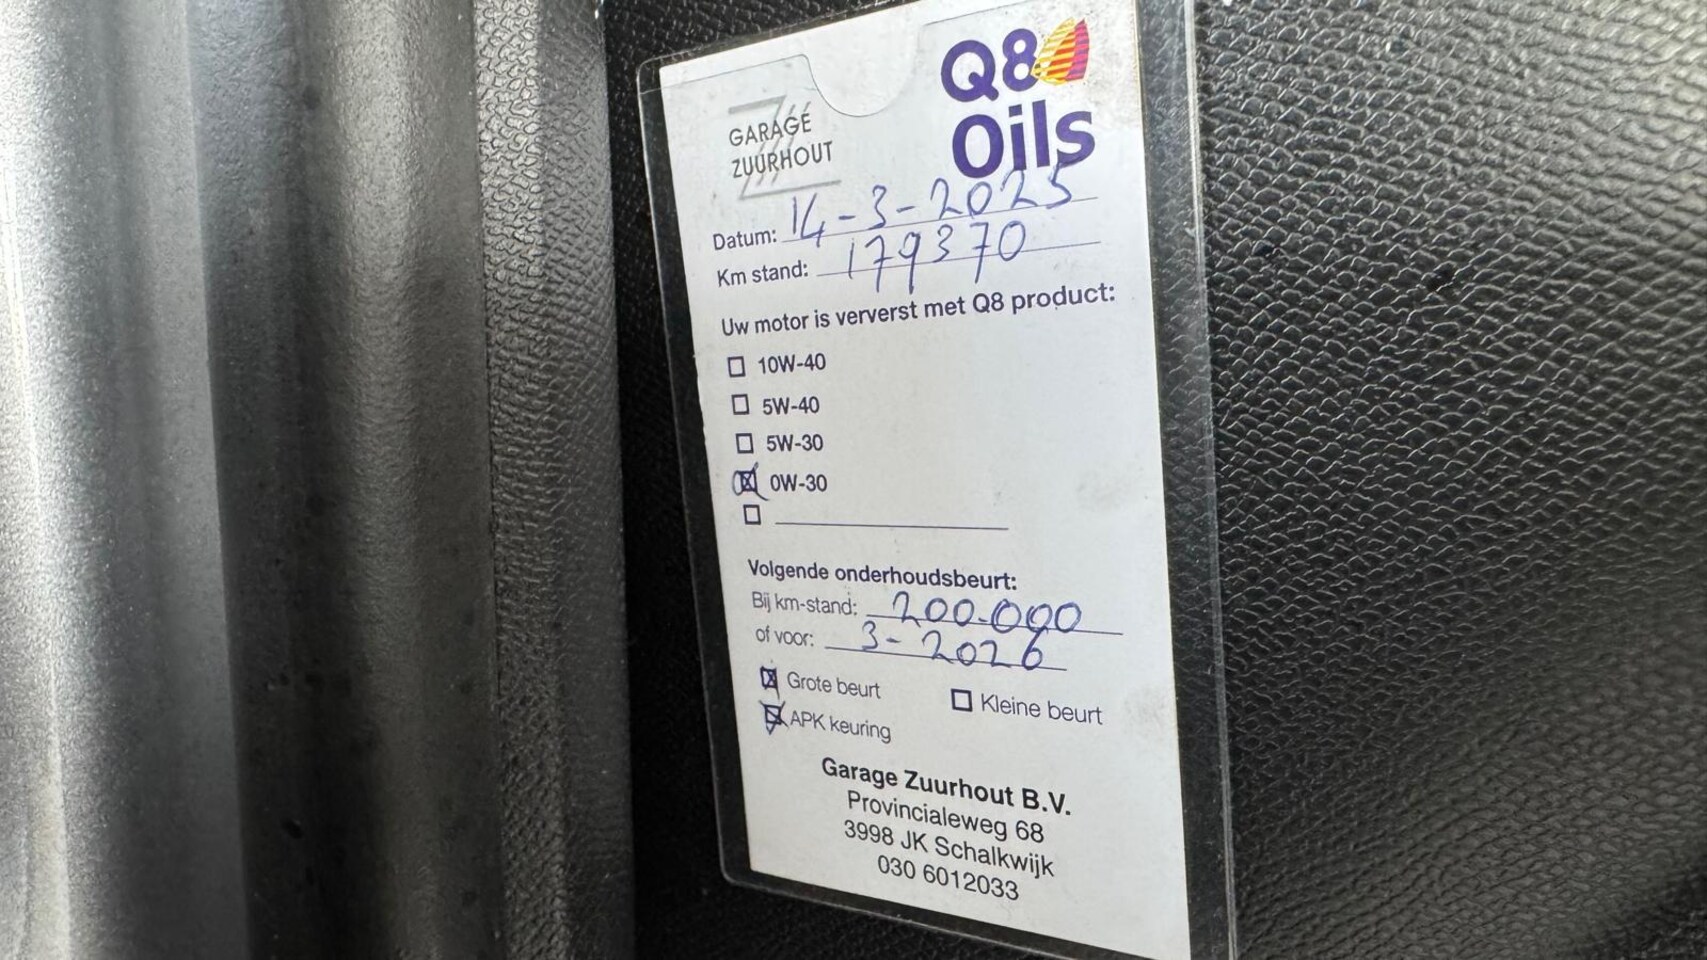 Q8
Oils
GARAGE
ZUURHOUT
Datum: 14-3-2025
Km stand: 179370
Uw motor is ververst met Q8 product:
10W-40
5W-40
5W-30
0W-30
Volgende onderhoudsbeurt:
Bij km-stand: 200.000
of voor: 3-2026
Grote beurt Kleine beurt
APK keuring
Garage Zuurhout B.V.
Provincialeweg 68
3998 JK Schalkwijk
030 6012033